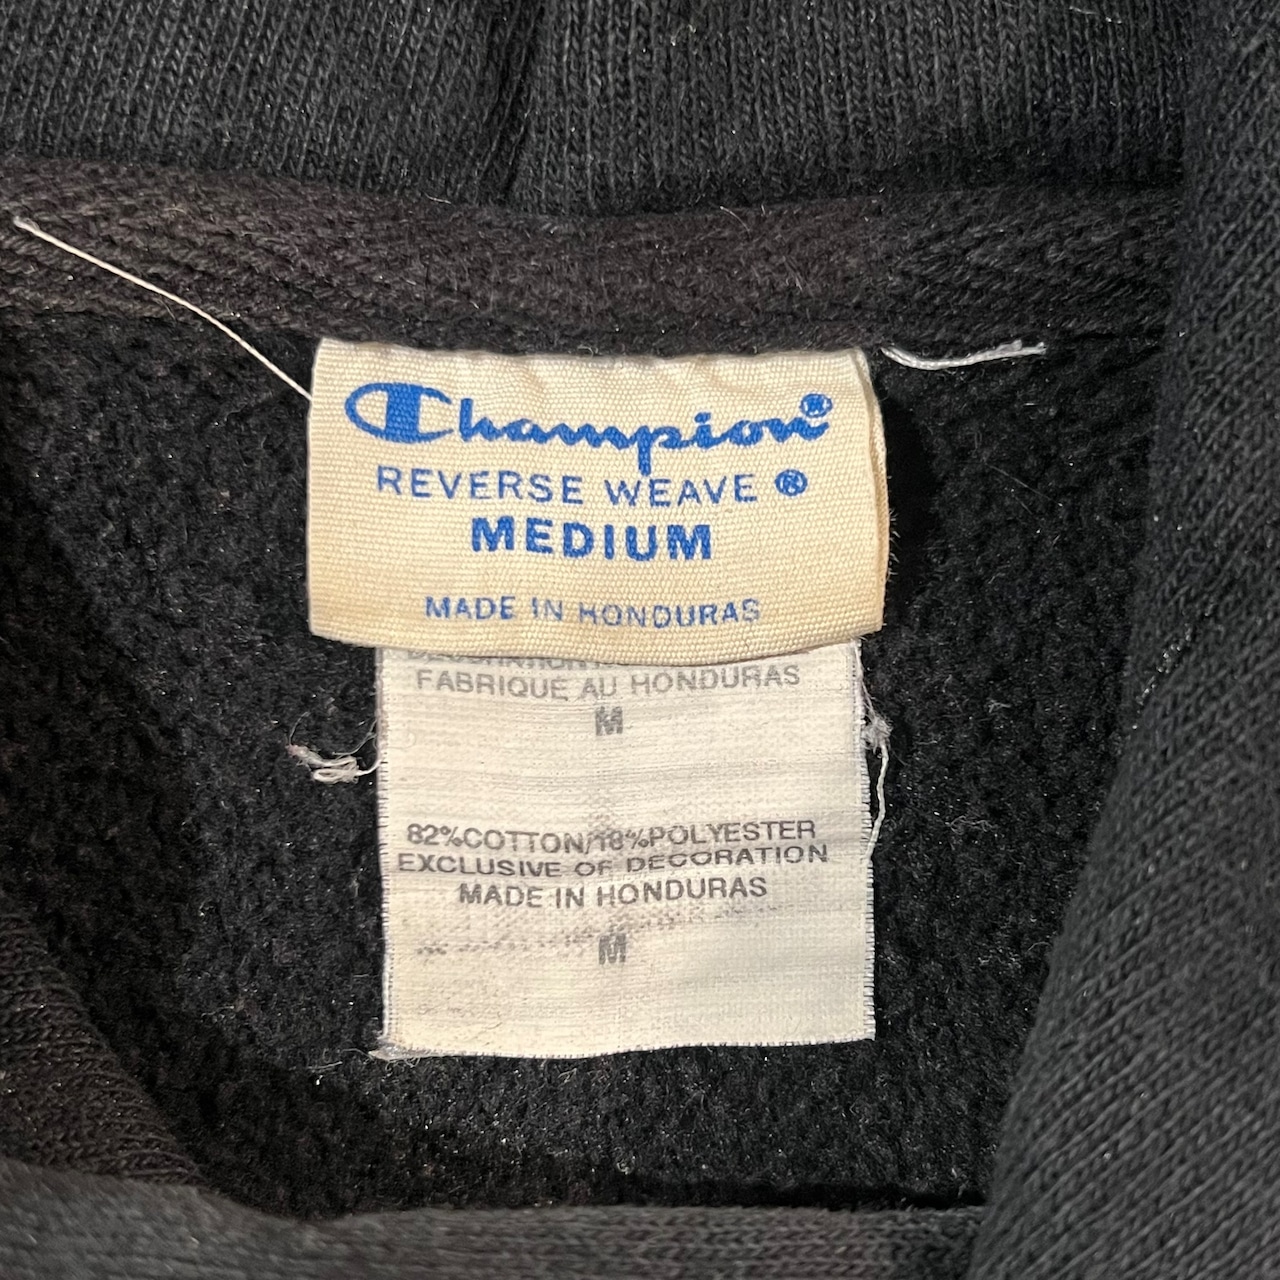 Champion®
REVERSE WEAVE ®
MEDIUM
MADE IN HONDURAS
FABRIQUE AU HONDURAS
M
82%COTTON/18%POLYESTER
EXCLUSIVE OF DECORATION
MADE IN HONDURAS
M